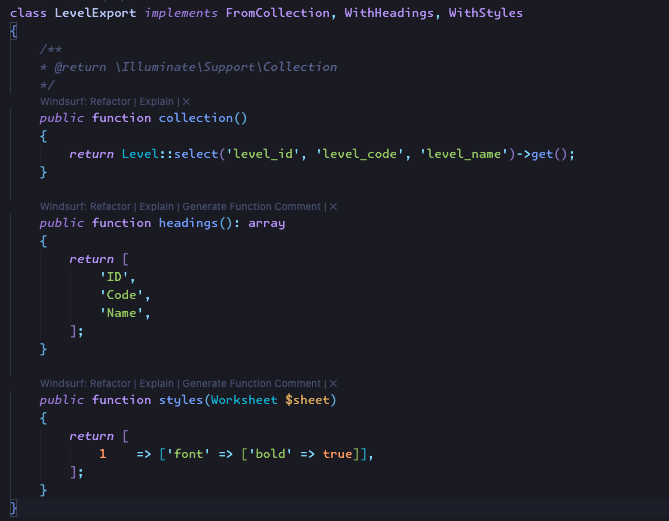 class LevelExport implements FromCollection, WithHeadings, WithStyles
{
/**
* @return \Illuminate\Support\Collection
*/
Windsurf: Refactor | Explain | ✕
public function collection()
{
return Level::select('level_id', 'level_code', 'level_name')->get();
}
Windsurf: Refactor | Explain | Generate Function Comment | ✕
public function headings(): array
{
return [
'ID',
'Code',
'Name',
];
}
Windsurf: Refactor | Explain | Generate Function Comment | ✕
public function styles(Worksheet $sheet)
{
return [
1    => ['font' => ['bold' => true]],
];
}
}